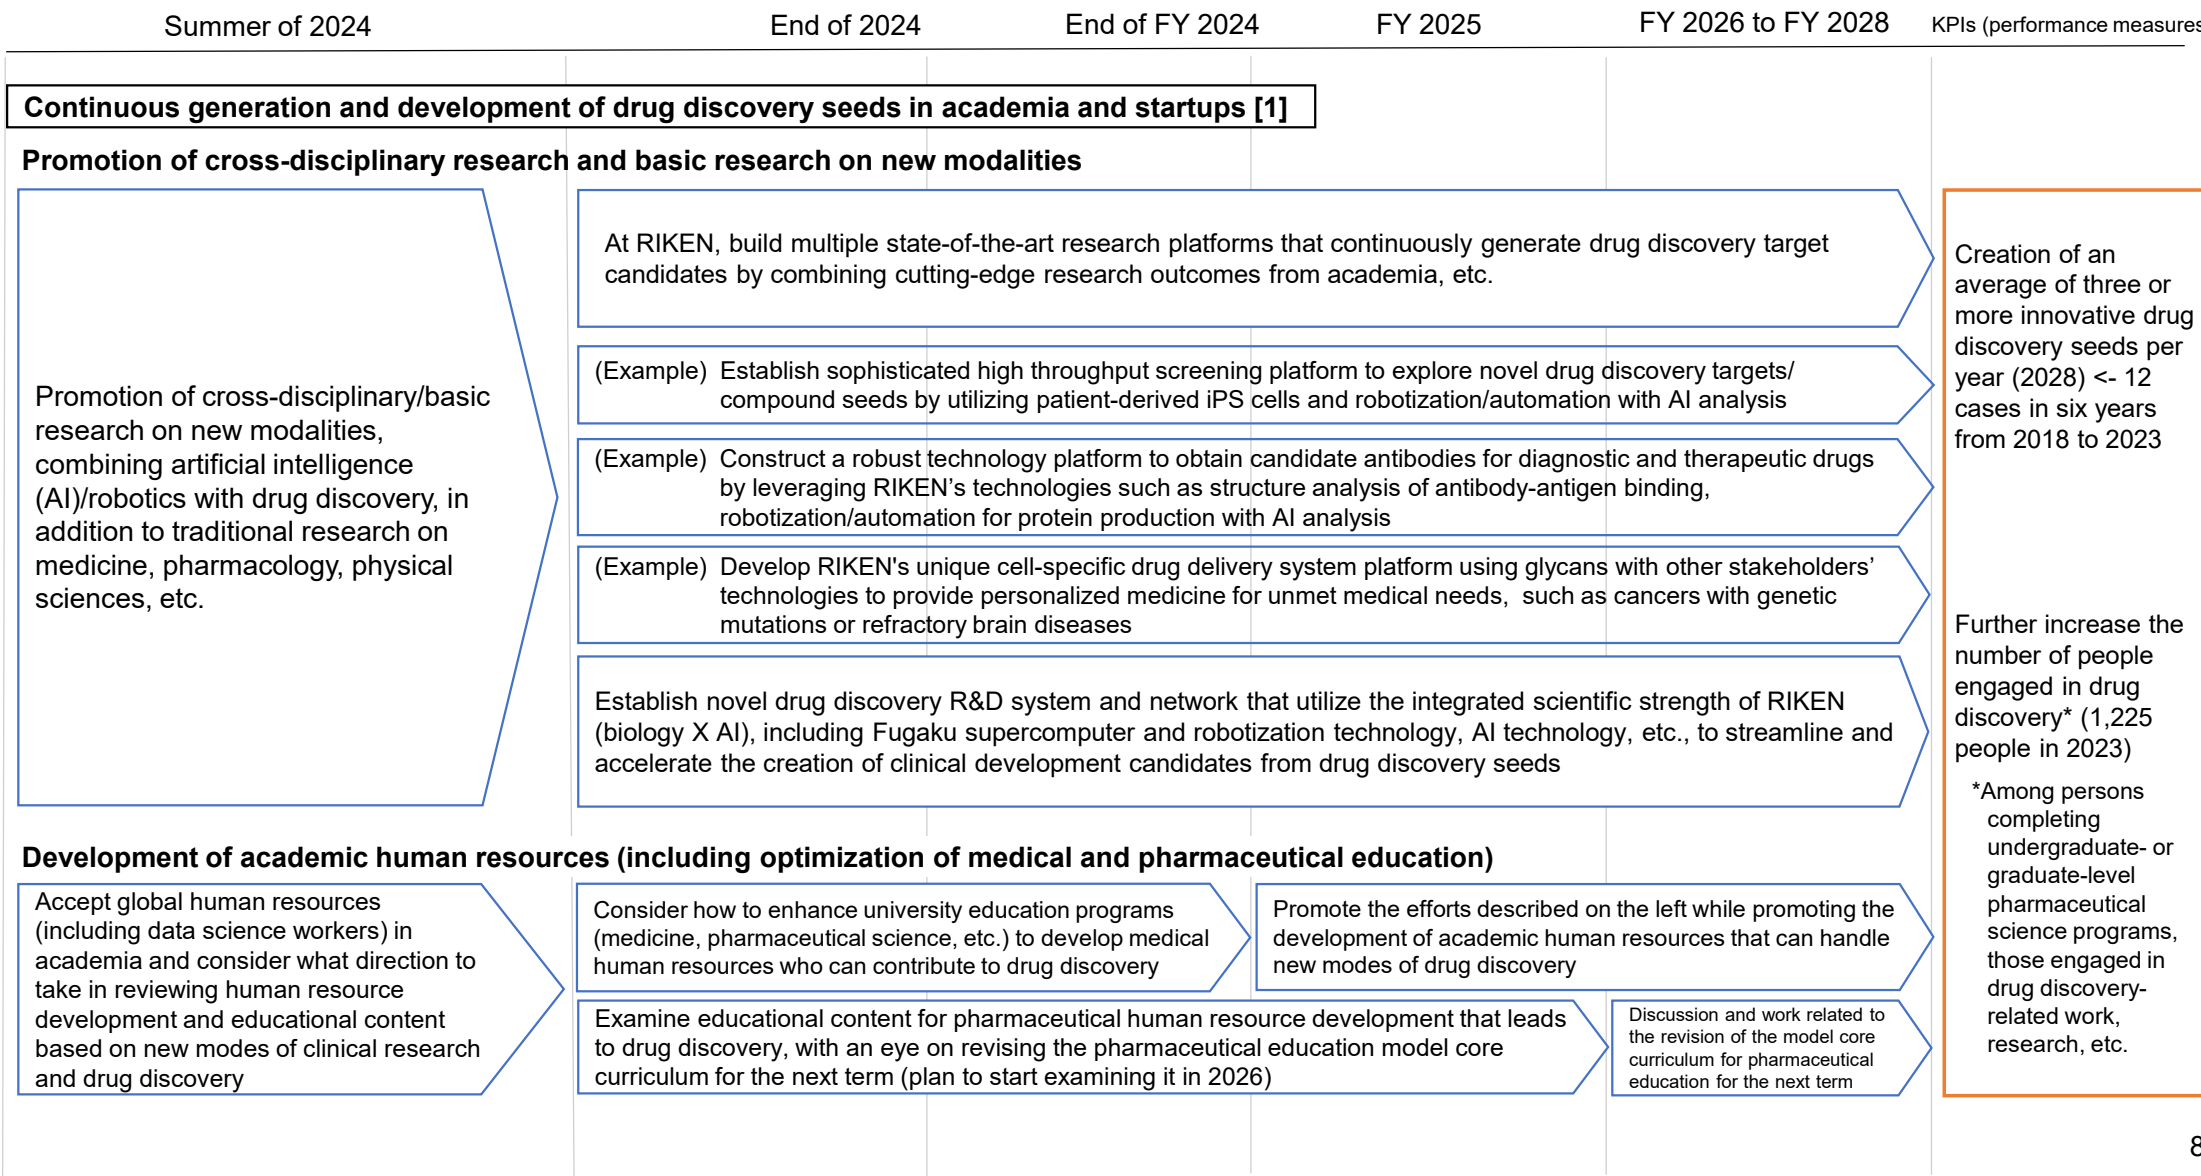 Summer of 2024
End of 2024
End of FY 2024
FY 2025
FY 2026 to FY 2028
KPIs (performance measures
Continuous generation and development of drug discovery seeds in academia and startups [1]
Promotion of cross-disciplinary research and basic research on new modalities
Promotion of cross-disciplinary/basic
research on new modalities,
combining artificial intelligence
(AI)/robotics with drug discovery, in
addition to traditional research on
medicine, pharmacology, physical
sciences, etc.
At RIKEN, build multiple state-of-the-art research platforms that continuously generate drug discovery target
candidates by combining cutting-edge research outcomes from academia, etc.
(Example) Establish sophisticated high throughput screening platform to explore novel drug discovery targets/
compound seeds by utilizing patient-derived iPS cells and robotization/automation with AI analysis
(Example) Construct a robust technology platform to obtain candidate antibodies for diagnostic and therapeutic drugs
by leveraging RIKEN’s technologies such as structure analysis of antibody-antigen binding,
robotization/automation for protein production with AI analysis
(Example) Develop RIKEN's unique cell-specific drug delivery system platform using glycans with other stakeholders’
technologies to provide personalized medicine for unmet medical needs, such as cancers with genetic
mutations or refractory brain diseases
Establish novel drug discovery R&D system and network that utilize the integrated scientific strength of RIKEN
(biology X AI), including Fugaku supercomputer and robotization technology, AI technology, etc., to streamline and
accelerate the creation of clinical development candidates from drug discovery seeds
Creation of an
average of three or
more innovative drug
discovery seeds per
year (2028) <- 12
cases in six years
from 2018 to 2023
Further increase the
number of people
engaged in drug
discovery* (1,225
people in 2023)
*Among persons
completing
undergraduate- or
graduate-level
pharmaceutical
science programs,
those engaged in
drug discovery-
related work,
research, etc.
Development of academic human resources (including optimization of medical and pharmaceutical education)
Accept global human resources
(including data science workers) in
academia and consider what direction to
take in reviewing human resource
development and educational content
based on new modes of clinical research
and drug discovery
Consider how to enhance university education programs
(medicine, pharmaceutical science, etc.) to develop medical
human resources who can contribute to drug discovery
Promote the efforts described on the left while promoting the
development of academic human resources that can handle
new modes of drug discovery
Examine educational content for pharmaceutical human resource development that leads
to drug discovery, with an eye on revising the pharmaceutical education model core
curriculum for the next term (plan to start examining it in 2026)
Discussion and work related to
the revision of the model core
curriculum for pharmaceutical
education for the next term
8